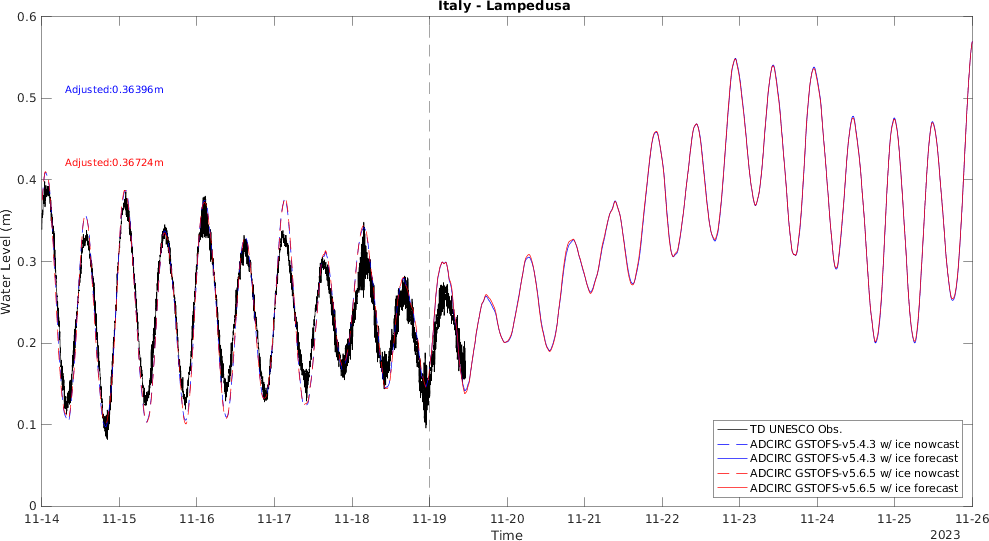 Italy - Lampedusa
0.6
0.5
0.4
0.3
0.2
0.1
0
Water Level (m)
Adjusted:0.36396m
Adjusted:0.36724m
TD UNESCO Obs.
ADCIRC GSTOFS-v5.4.3 w/ ice nowcast
ADCIRC GSTOFS-v5.4.3 w/ ice forecast
ADCIRC GSTOFS-v5.6.5 w/ ice nowcast
ADCIRC GSTOFS-v5.6.5 w/ ice forecast
11-14 11-15 11-16 11-17 11-18 11-19 11-20 11-21 11-22 11-23 11-24 11-25 11-26
Time
2023